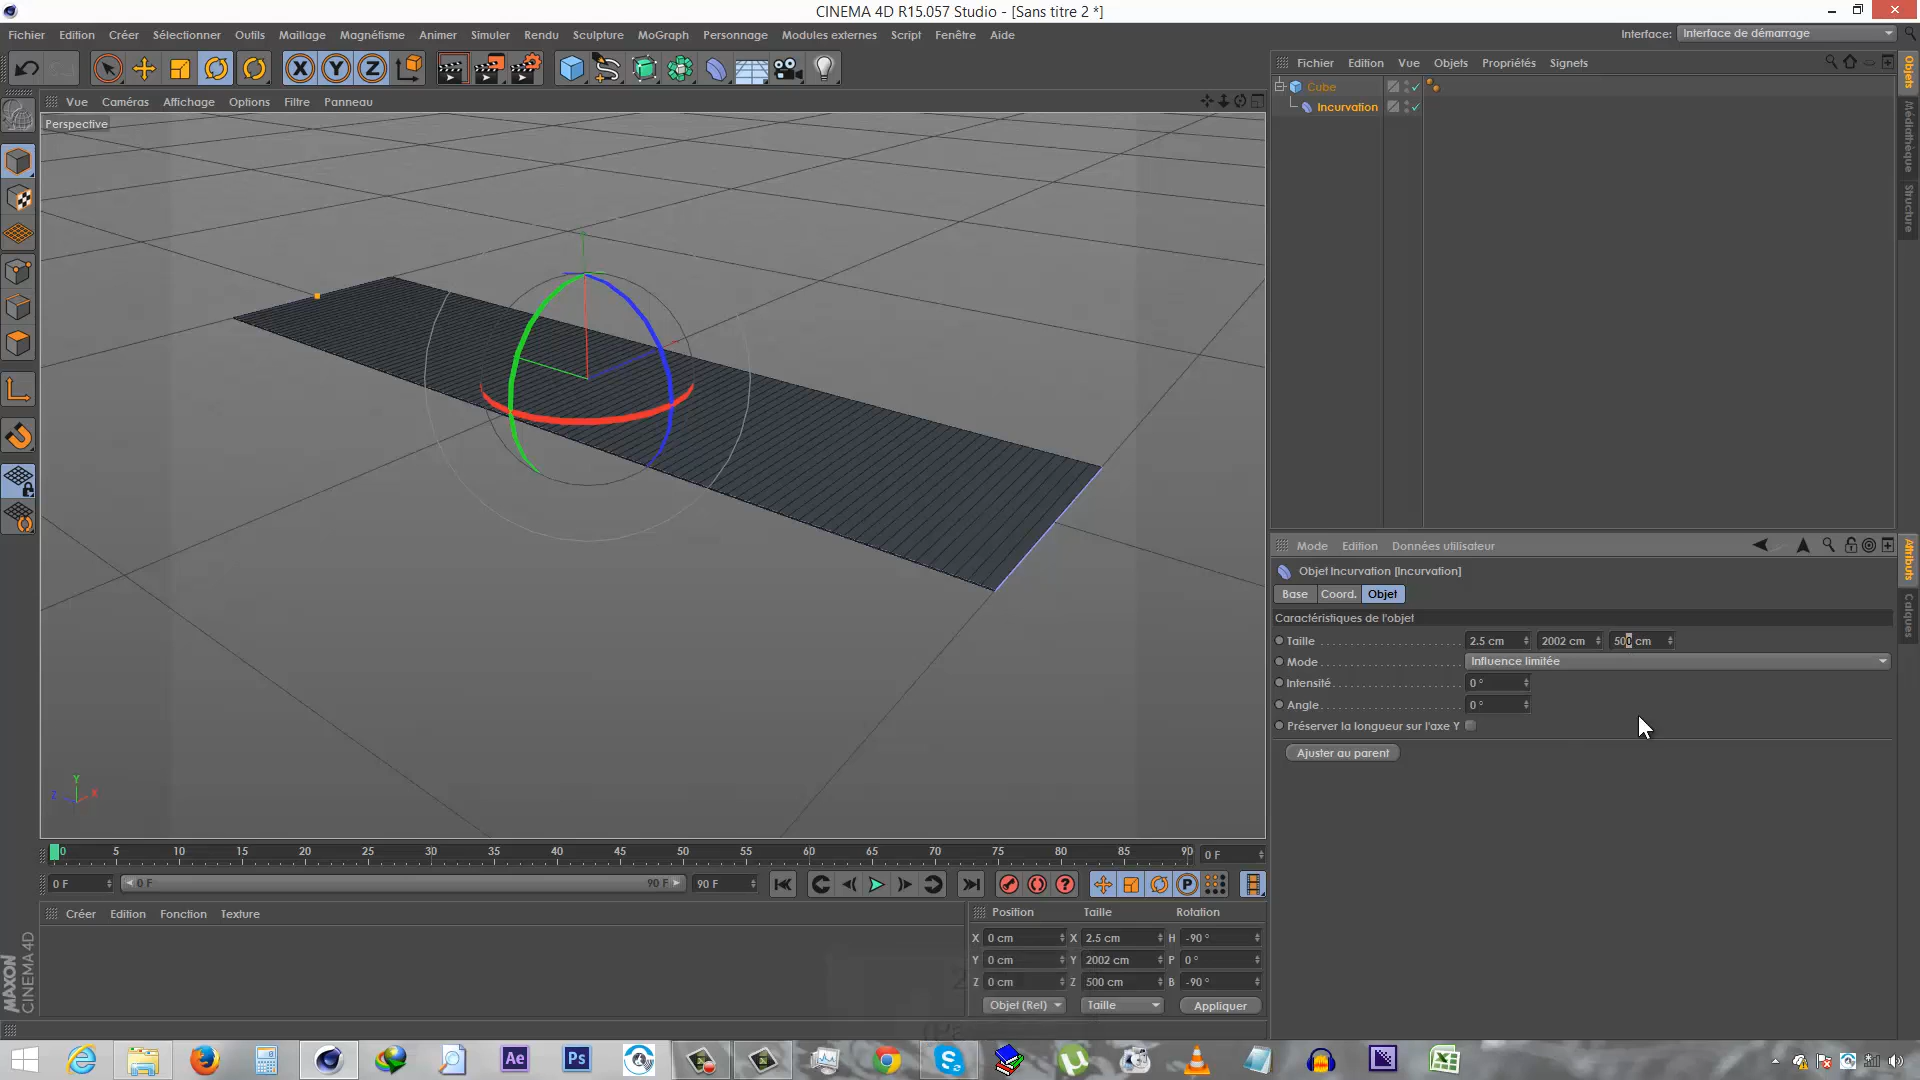 CINEMA 4D R15.057 Studio - [Sans titre 2 *]
Fichier Edition Créer Sélectionner Outils Maillage Magnétisme Animer Simuler Rendu Sculpture MoGraph Personnage Modules externes Script Fenêtre Aide
Interface: Interface de démarrage
Vue Caméras Affichage Options Filtre Panneau
Perspective
Y
Z X
Fichier Edition Vue Objets Propriétés Signets
Cube
Incurvation
Objets
Médiathèque
Structure
Mode Edition Données utilisateur
Objet Incurvation [Incurvation]
Base Coord. Objet
Caractéristiques de l'objet
Taille 2.5 cm 2002 cm 500 cm
Mode Influence limitée
Intensité 0 °
Angle 0 °
Préserver la longueur sur l'axe Y
Ajuster au parent
Attributs
Calques
0 5 10 15 20 25 30 35 40 45 50 55 60 65 70 75 80 85 90 0 F
0 F 0 F 90 F 90 F
Créer Edition Fonction Texture
Position Taille Rotation
X 0 cm X 2.5 cm H -90 °
Y 0 cm Y 2002 cm P 0 °
Z 0 cm Z 500 cm B -90 °
Objet (Rel) Taille Appliquer
MAXON
CINEMA 4D
Ae Ps